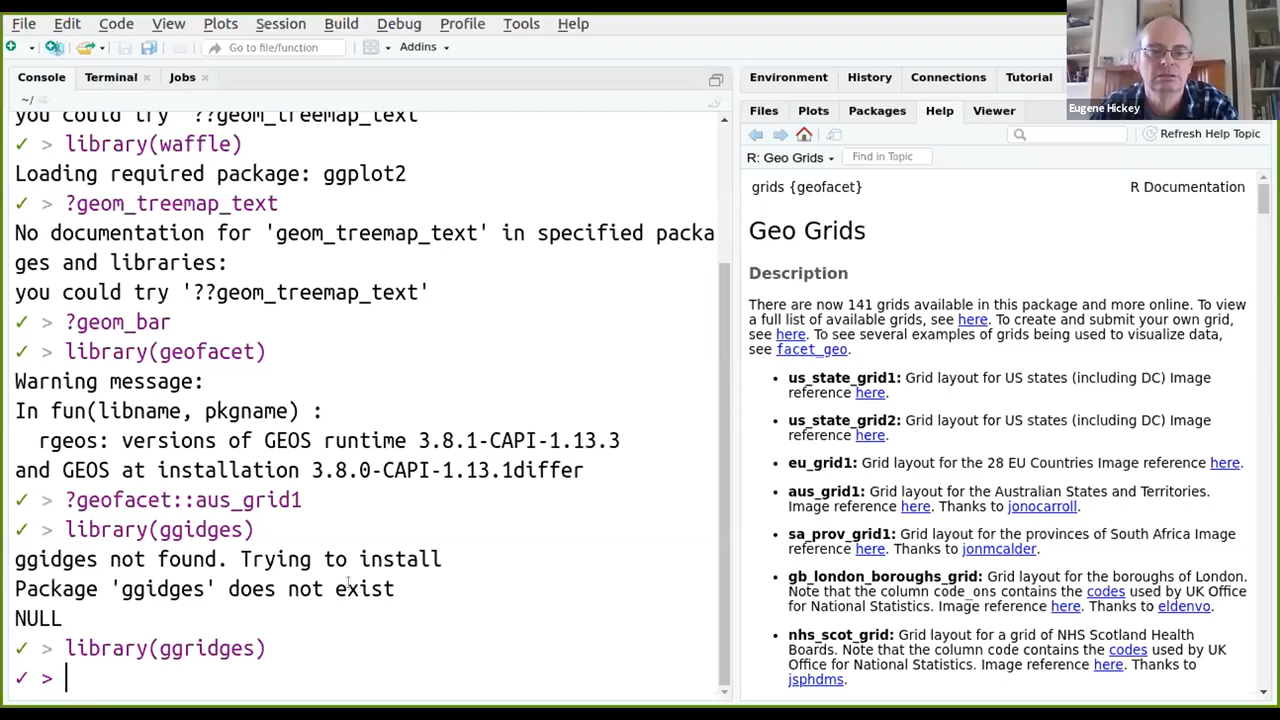 File Edit Code View Plots Session Build Debug Profile Tools Help
Go to file/function Addins
Console Terminal Jobs
~/
you could try '??geom_treemap_text'
✓ > library(waffle)
Loading required package: ggplot2
✓ > ?geom_treemap_text
No documentation for 'geom_treemap_text' in specified packa
ges and libraries:
you could try '??geom_treemap_text'
✓ > ?geom_bar
✓ > library(geofacet)
Warning message:
In fun(libname, pkgname) :
rgeos: versions of GEOS runtime 3.8.1-CAPI-1.13.3
and GEOS at installation 3.8.0-CAPI-1.13.1differ
✓ > ?geofacet::aus_grid1
✓ > library(ggidges)
ggidges not found. Trying to install
Package 'ggidges' does not exist
NULL
✓ > library(ggridges)
✓ >
Environment History Connections Tutorial
Files Plots Packages Help Viewer
Refresh Help Topic
R: Geo Grids Find in Topic
grids {geofacet} R Documentation
Geo Grids
Description
There are now 141 grids available in this package and more online. To view
a full list of available grids, see here. To create and submit your own grid,
see here. To see several examples of grids being used to visualize data,
see facet_geo.
• us_state_grid1: Grid layout for US states (including DC) Image
reference here.
• us_state_grid2: Grid layout for US states (including DC) Image
reference here.
• eu_grid1: Grid layout for the 28 EU Countries Image reference here.
• aus_grid1: Grid layout for the Australian States and Territories.
Image reference here. Thanks to jonocarroll.
• sa_prov_grid1: Grid layout for the provinces of South Africa Image
reference here. Thanks to jonmcalder.
• gb_london_boroughs_grid: Grid layout for the boroughs of London.
Note that the column code_ons contains the codes used by UK Office
for National Statistics. Image reference here. Thanks to eldenvo.
• nhs_scot_grid: Grid layout for a grid of NHS Scotland Health
Boards. Note that the column code contains the codes used by UK
Office for National Statistics. Image reference here. Thanks to
jsphdms.
Eugene Hickey